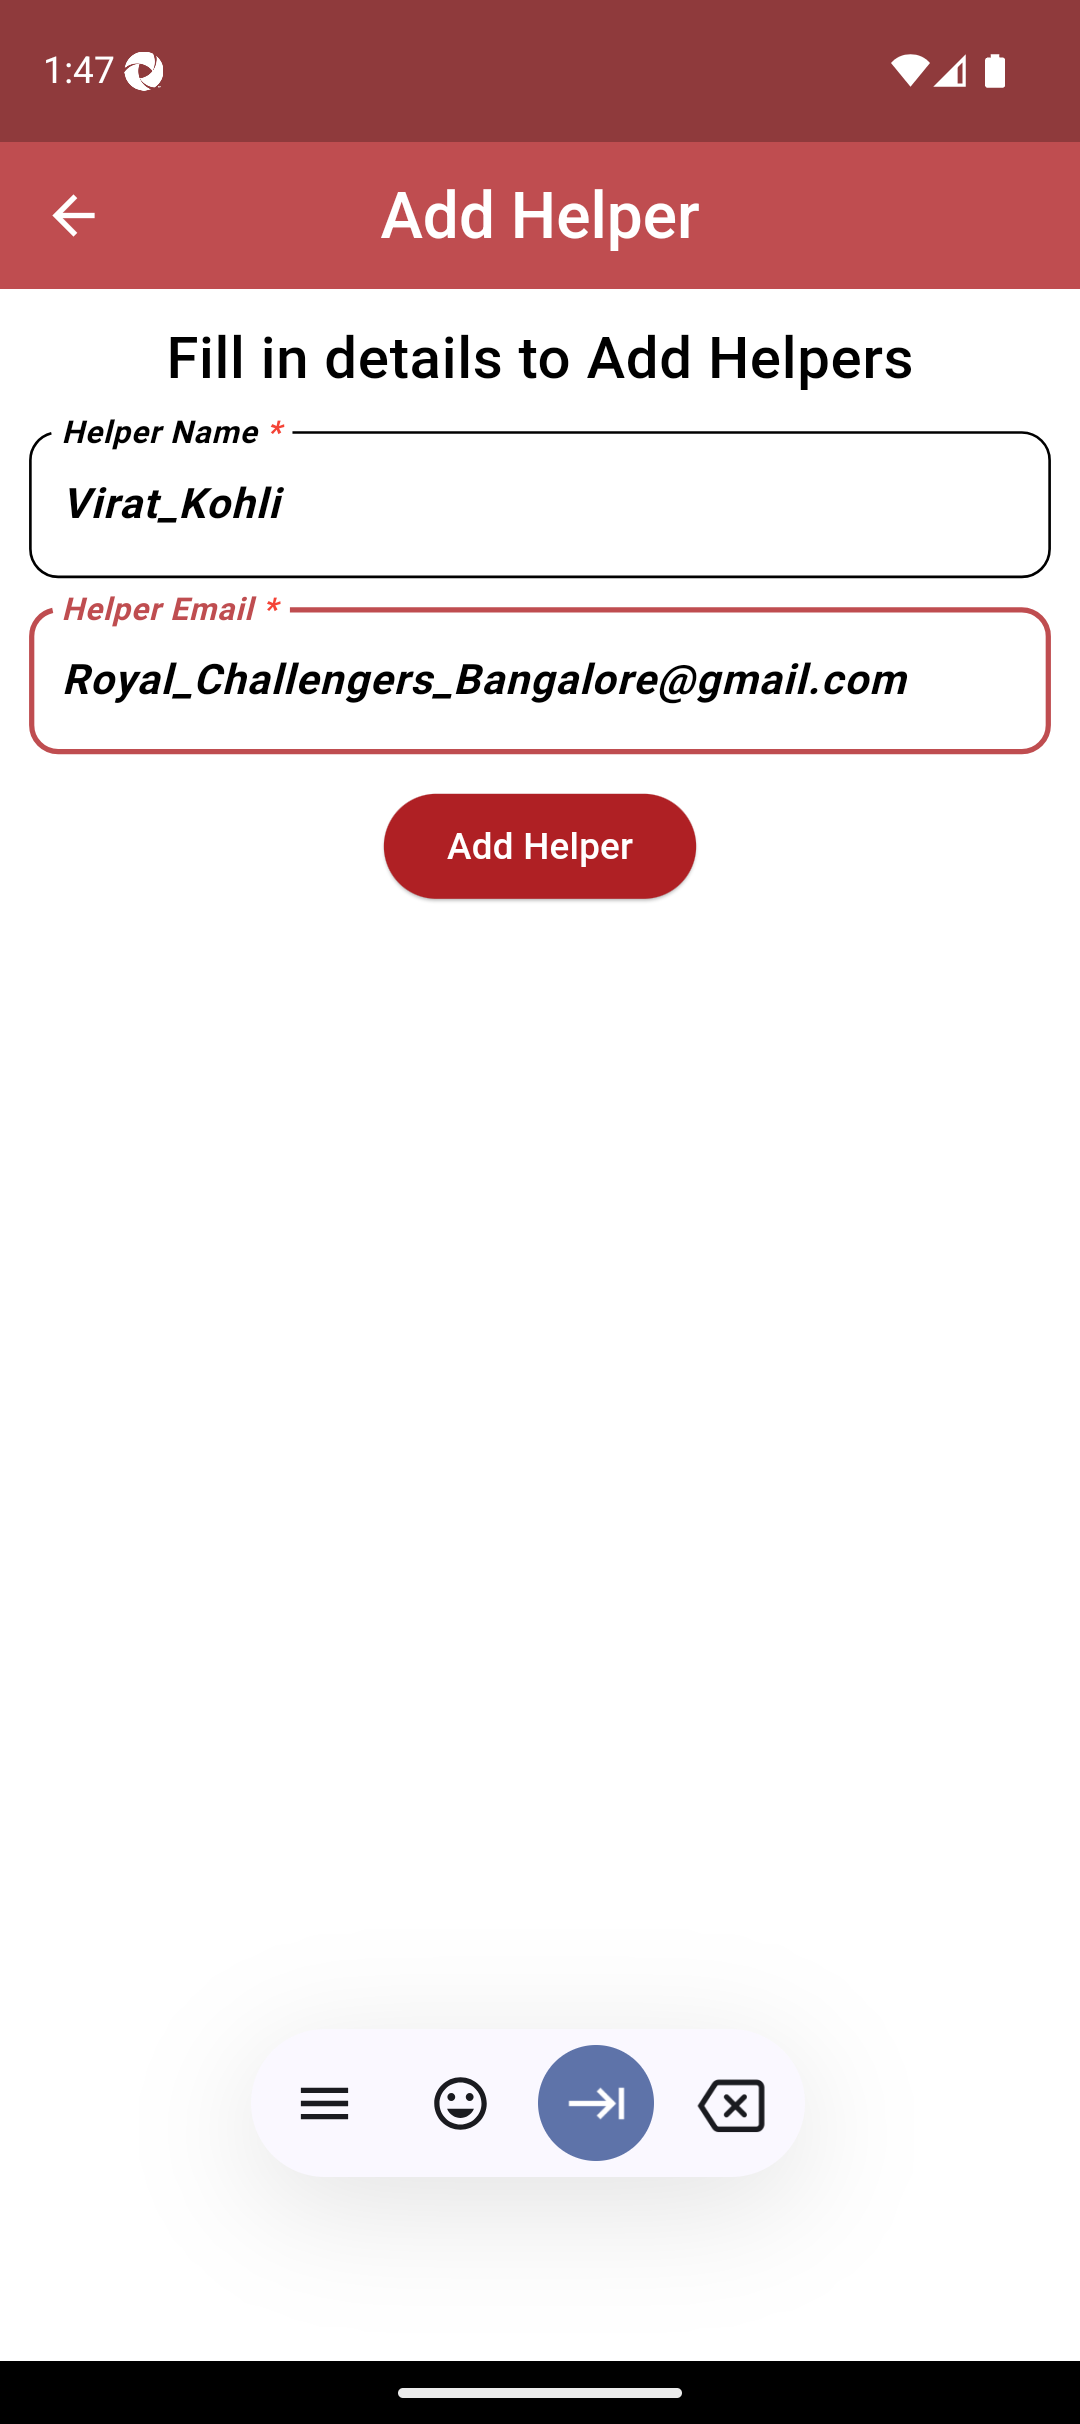 1:47
Add Helper
Fill in details to Add Helpers
Helper Name *
Virat_Kohli
Helper Email *
Royal_Challengers_Bangalore@gmail.com
Add Helper